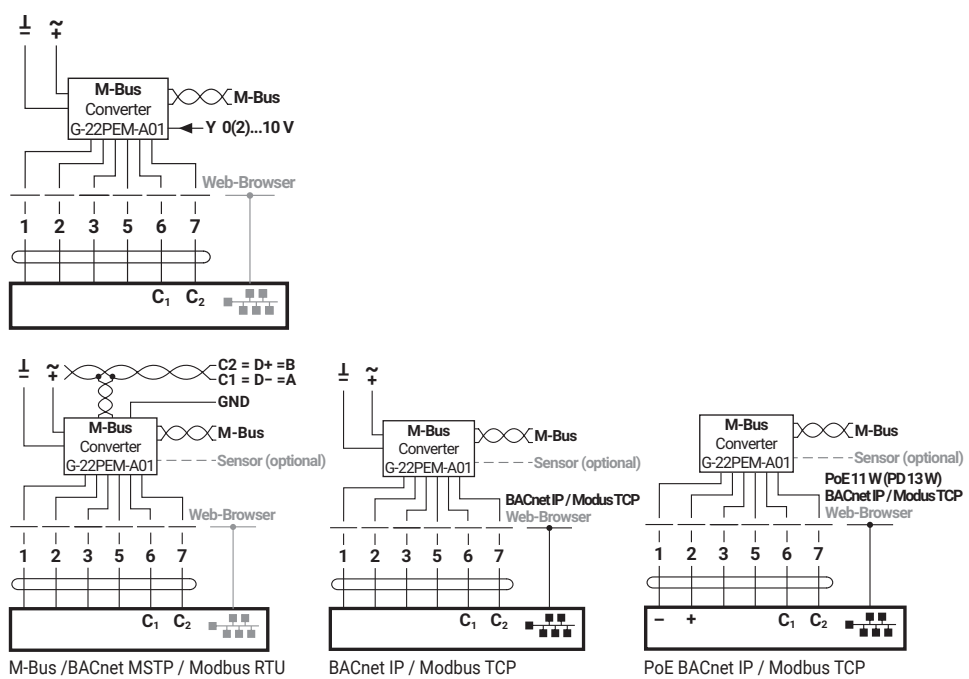 ⊥ ~
= +
M-Bus
Converter
G-22PEM-A01
M-Bus
Y 0(2)...10 V
Web-Browser
1 2 3 5 6 7
C₁ C₂
⊥ ~
= +
C2 = D+ =B
C1 = D− =A
GND
M-Bus
Converter
G-22PEM-A01
M-Bus
Sensor (optional)
Web-Browser
1 2 3 5 6 7
C₁ C₂
M-Bus /BACnet MSTP / Modbus RTU
⊥ ~
= +
M-Bus
Converter
G-22PEM-A01
M-Bus
Sensor (optional)
BACnet IP / Modus TCP
Web-Browser
1 2 3 5 6 7
C₁ C₂
BACnet IP / Modbus TCP
M-Bus
Converter
G-22PEM-A01
M-Bus
Sensor (optional)
PoE 11 W (PD 13 W)
BACnet IP / Modus TCP
Web-Browser
1 2 3 5 6 7
− + C₁ C₂
PoE BACnet IP / Modbus TCP